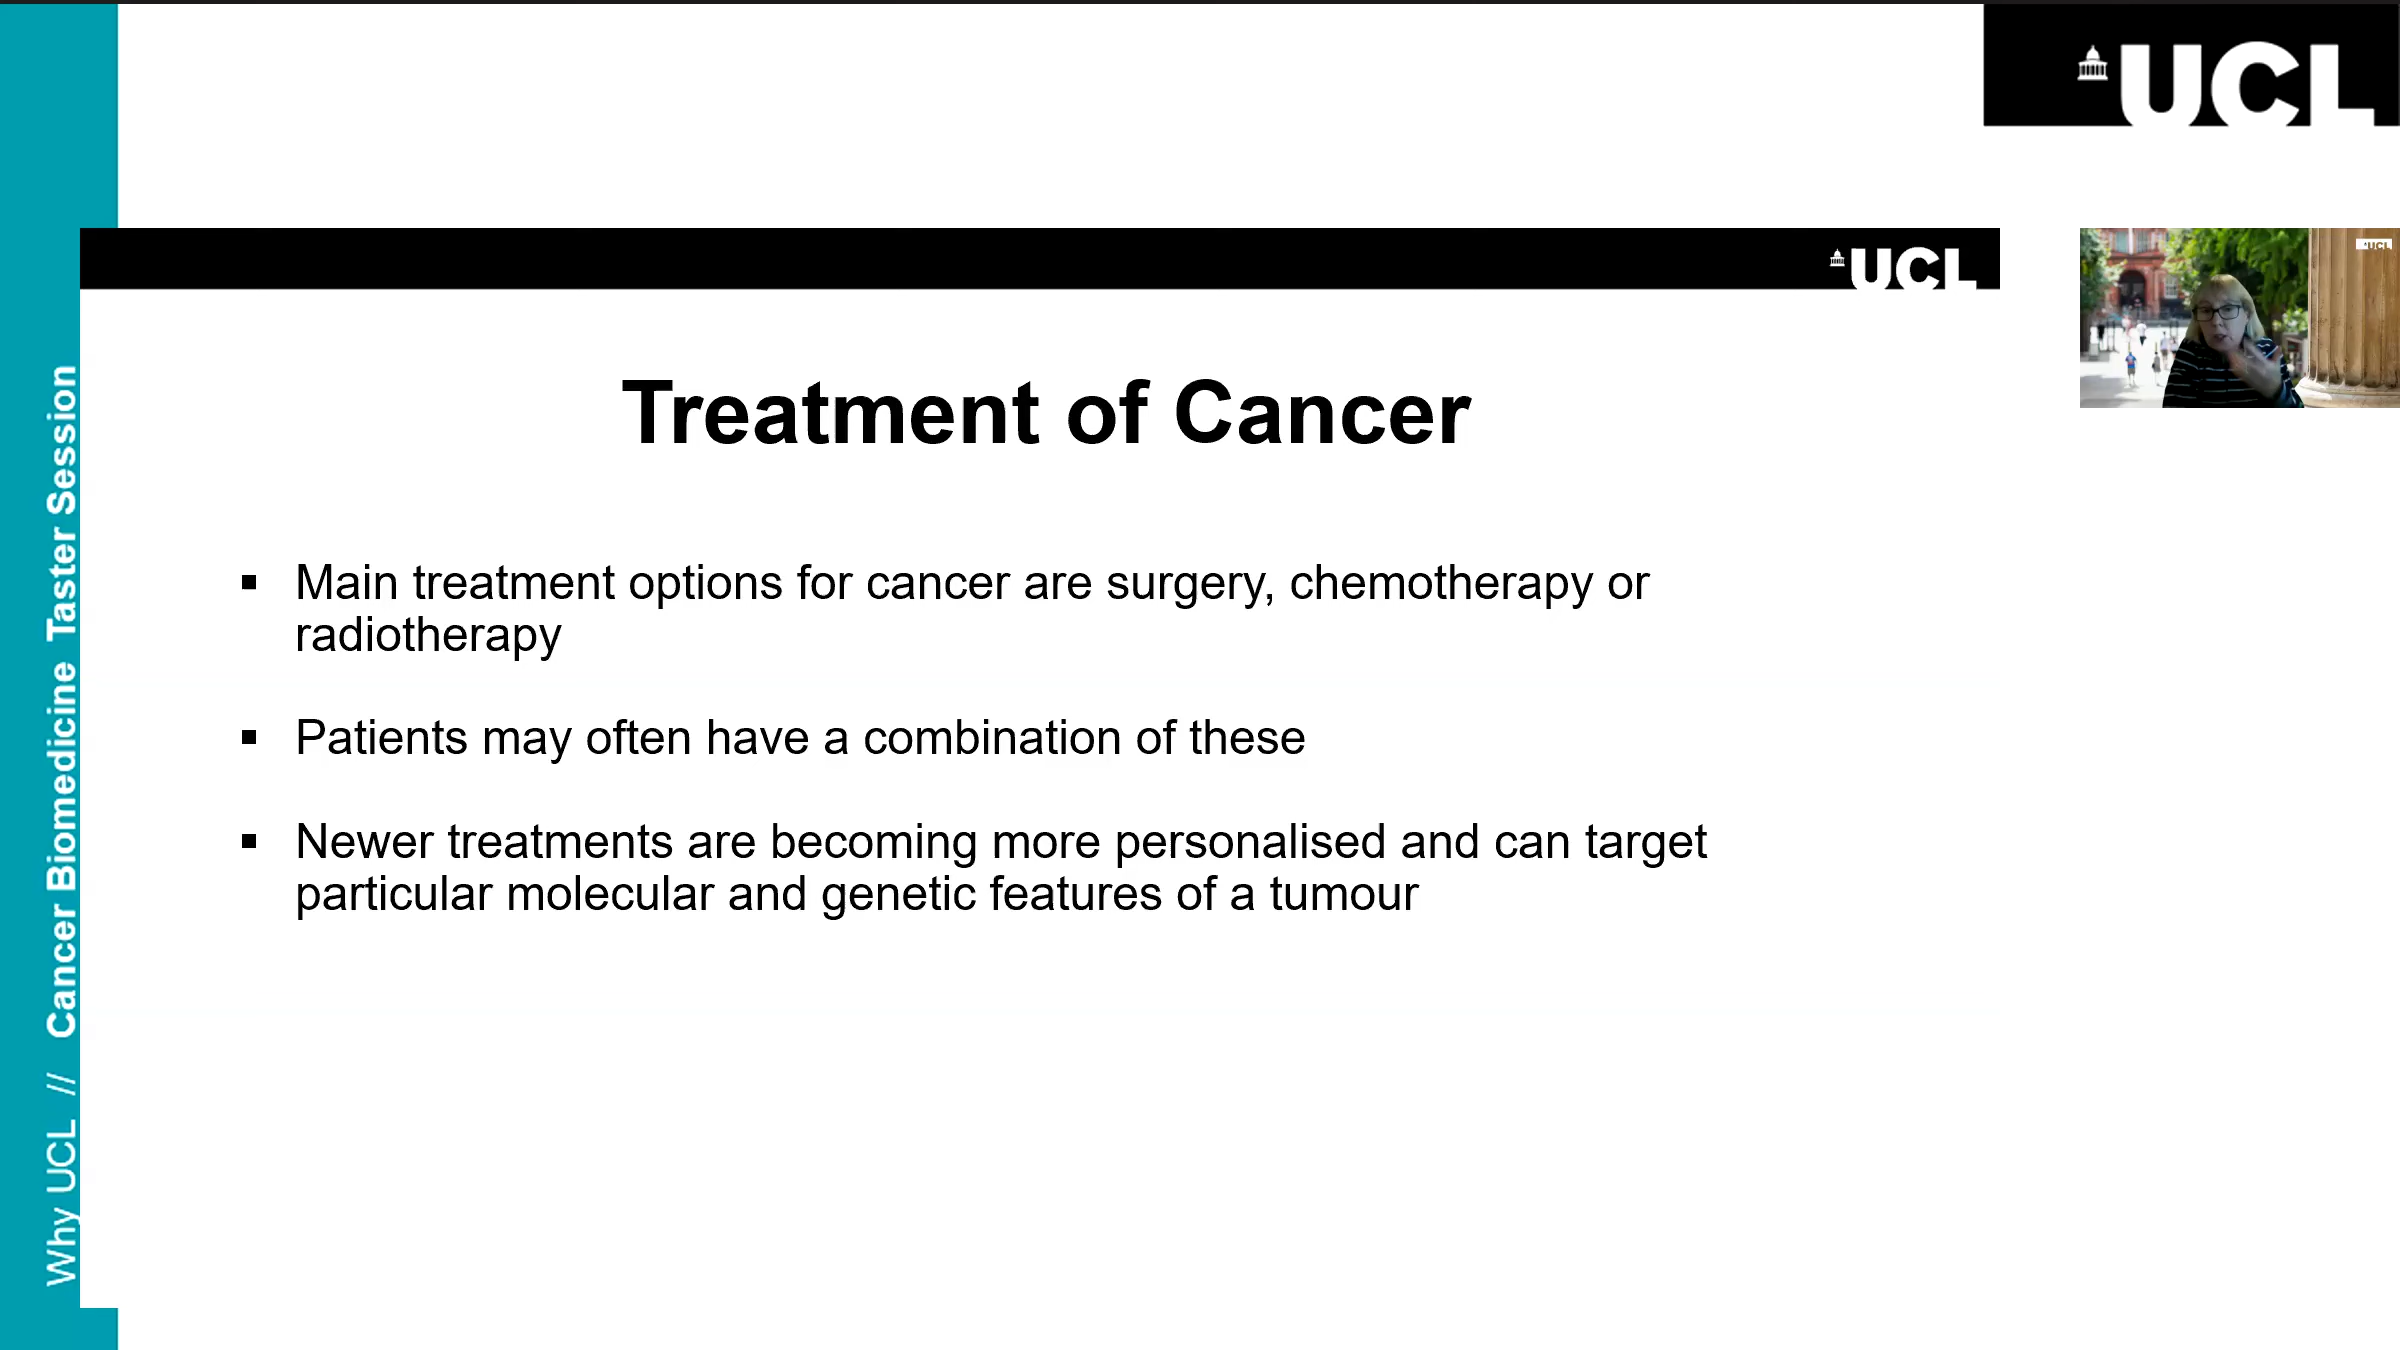 UCL
UCL
UCL
Treatment of Cancer
▪ Main treatment options for cancer are surgery, chemotherapy or
radiotherapy
▪ Patients may often have a combination of these
▪ Newer treatments are becoming more personalised and can target
particular molecular and genetic features of a tumour
Why UCL // Cancer Biomedicine Taster Session